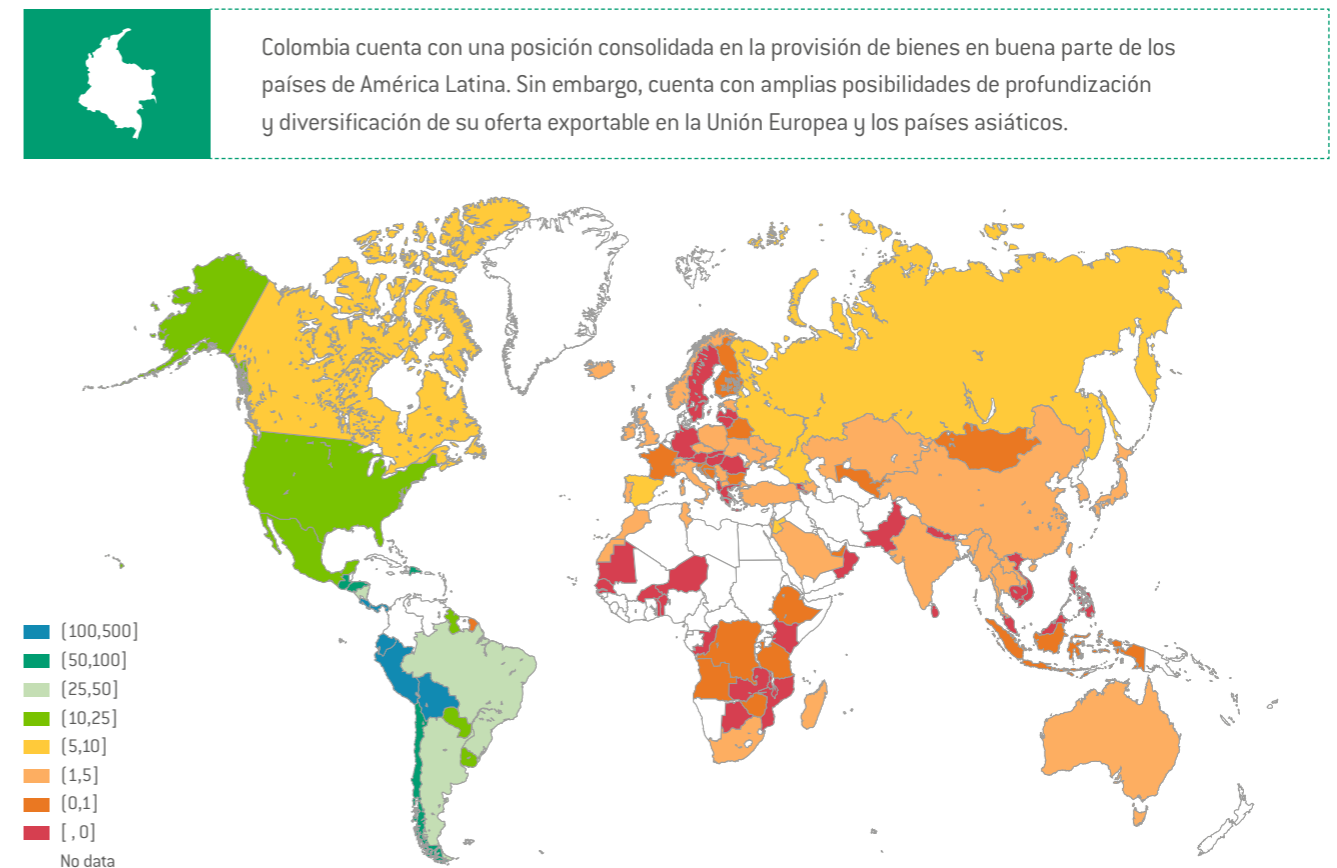 Colombia cuenta con una posición consolidada en la provisión de bienes en buena parte de los
países de América Latina. Sin embargo, cuenta con amplias posibilidades de profundización
y diversificación de su oferta exportable en la Unión Europea y los países asiáticos.
(100,500]
(50,100]
(25,50]
(10,25]
(5,10]
(1,5]
(0,1]
[ , 0]
No data